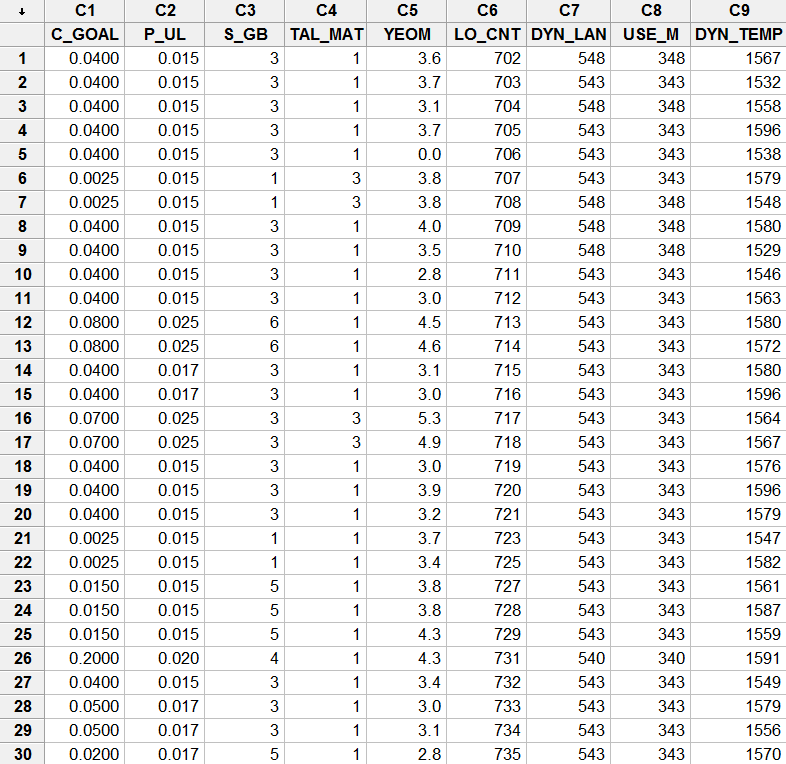 ↓ C1 C2 C3 C4 C5 C6 C7 C8 C9
C_GOAL P_UL S_GB TAL_MAT YEOM LO_CNT DYN_LAN USE_M DYN_TEMP
1 0.0400 0.015 3 1 3.6 702 548 348 1567
2 0.0400 0.015 3 1 3.7 703 543 343 1532
3 0.0400 0.015 3 1 3.1 704 548 348 1558
4 0.0400 0.015 3 1 3.7 705 543 343 1596
5 0.0400 0.015 3 1 0.0 706 543 343 1538
6 0.0025 0.015 1 3 3.8 707 543 343 1579
7 0.0025 0.015 1 3 3.8 708 548 348 1548
8 0.0400 0.015 3 1 4.0 709 548 348 1580
9 0.0400 0.015 3 1 3.5 710 548 348 1529
10 0.0400 0.015 3 1 2.8 711 543 343 1546
11 0.0400 0.015 3 1 3.0 712 543 343 1563
12 0.0800 0.025 6 1 4.5 713 543 343 1580
13 0.0800 0.025 6 1 4.6 714 543 343 1572
14 0.0400 0.017 3 1 3.1 715 543 343 1580
15 0.0400 0.017 3 1 3.0 716 543 343 1596
16 0.0700 0.025 3 3 5.3 717 543 343 1564
17 0.0700 0.025 3 3 4.9 718 543 343 1567
18 0.0400 0.015 3 1 3.0 719 543 343 1576
19 0.0400 0.015 3 1 3.9 720 543 343 1596
20 0.0400 0.015 3 1 3.2 721 543 343 1579
21 0.0025 0.015 1 1 3.7 723 543 343 1547
22 0.0025 0.015 1 1 3.4 725 543 343 1582
23 0.0150 0.015 5 1 3.8 727 543 343 1561
24 0.0150 0.015 5 1 3.8 728 543 343 1587
25 0.0150 0.015 5 1 4.3 729 543 343 1559
26 0.2000 0.020 4 1 4.3 731 540 340 1591
27 0.0400 0.015 3 1 3.4 732 543 343 1549
28 0.0500 0.017 3 1 3.0 733 543 343 1579
29 0.0500 0.017 3 1 3.1 734 543 343 1556
30 0.0200 0.017 5 1 2.8 735 543 343 1570